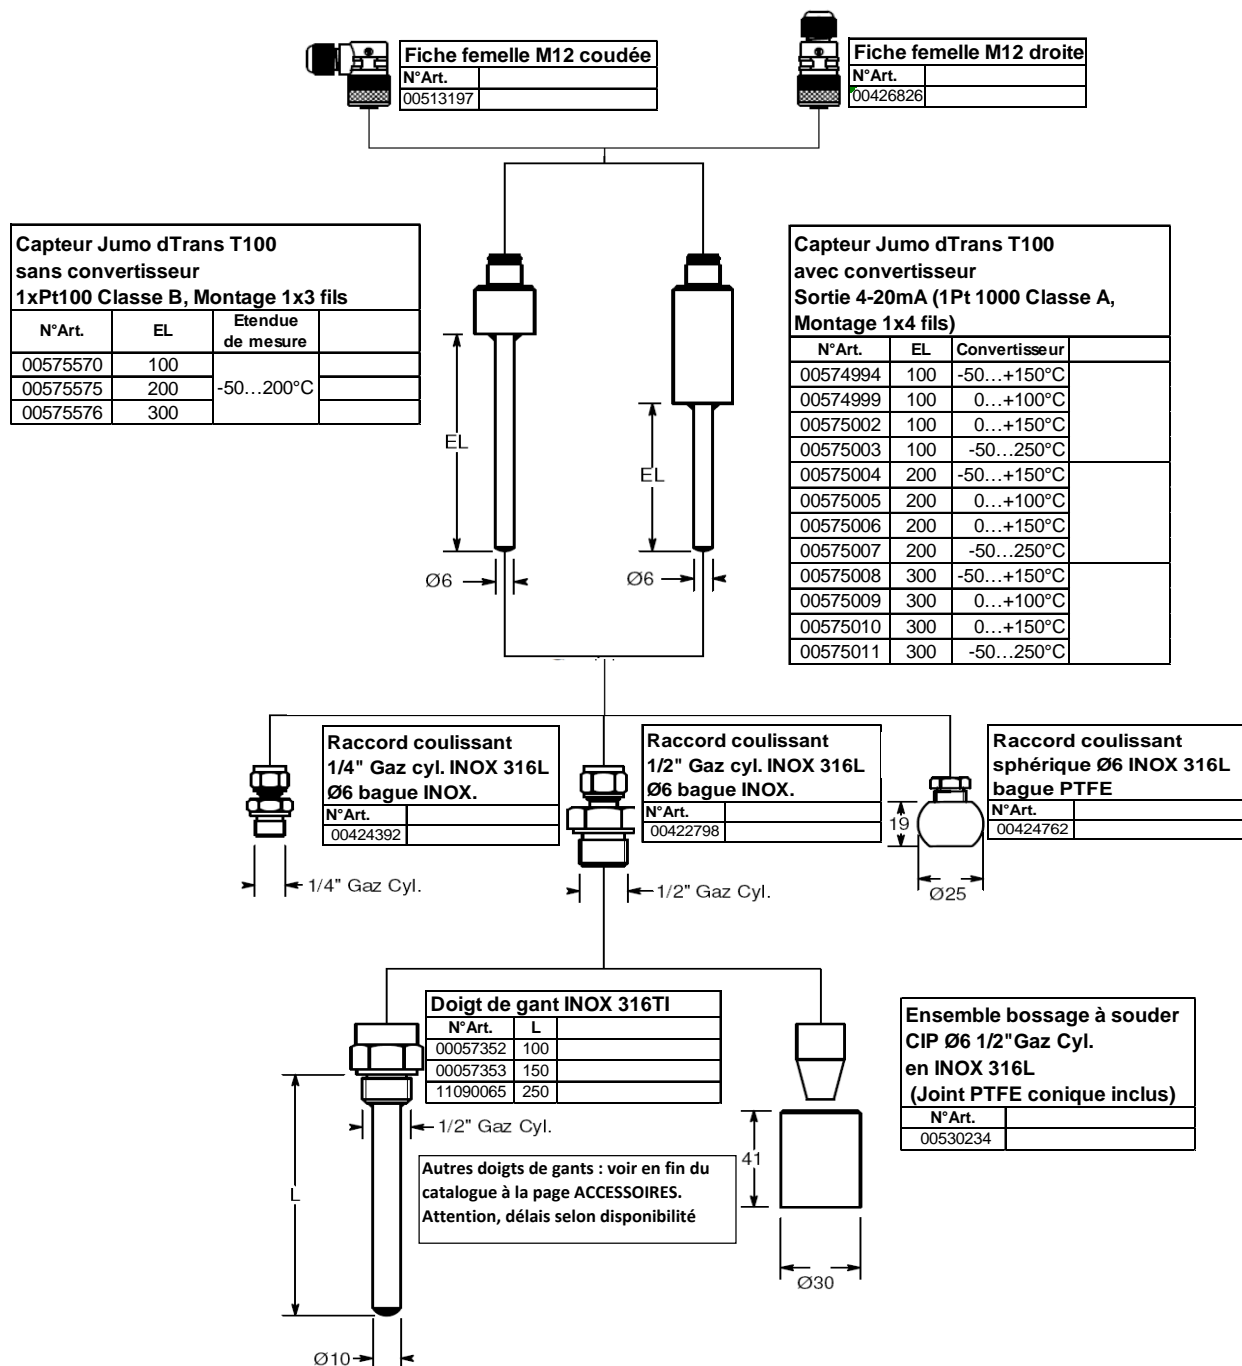 Fiche femelle M12 coudée
N°Art.
00513197
Fiche femelle M12 droite
N°Art.
00426826
Capteur Jumo dTrans T100
sans convertisseur
1xPt100 Classe B, Montage 1x3 fils
N°Art. EL Etendue de mesure
00575570 100
00575575 200 -50...200°C
00575576 300
Capteur Jumo dTrans T100
avec convertisseur
Sortie 4-20mA (1Pt 1000 Classe A,
Montage 1x4 fils)
N°Art. EL Convertisseur
00574994 100 -50...+150°C
00574999 100 0...+100°C
00575002 100 0...+150°C
00575003 100 -50...250°C
00575004 200 -50...+150°C
00575005 200 0...+100°C
00575006 200 0...+150°C
00575007 200 -50...250°C
00575008 300 -50...+150°C
00575009 300 0...+100°C
00575010 300 0...+150°C
00575011 300 -50...250°C
EL
EL
Ø6
Ø6
Raccord coulissant
1/4" Gaz cyl. INOX 316L
Ø6 bague INOX.
N°Art.
00424392
1/4" Gaz Cyl.
Raccord coulissant
1/2" Gaz cyl. INOX 316L
Ø6 bague INOX.
N°Art.
00422798
1/2" Gaz Cyl.
Raccord coulissant
sphérique Ø6 INOX 316L
bague PTFE
N°Art.
00424762
19
Ø25
Doigt de gant INOX 316TI
N°Art. L
00057352 100
00057353 150
11090065 250
1/2" Gaz Cyl.
L
Ø10
Autres doigts de gants : voir en fin du
catalogue à la page ACCESSOIRES.
Attention, délais selon disponibilité
Ensemble bossage à souder
CIP Ø6 1/2"Gaz Cyl.
en INOX 316L
(Joint PTFE conique inclus)
N°Art.
00530234
41
Ø30